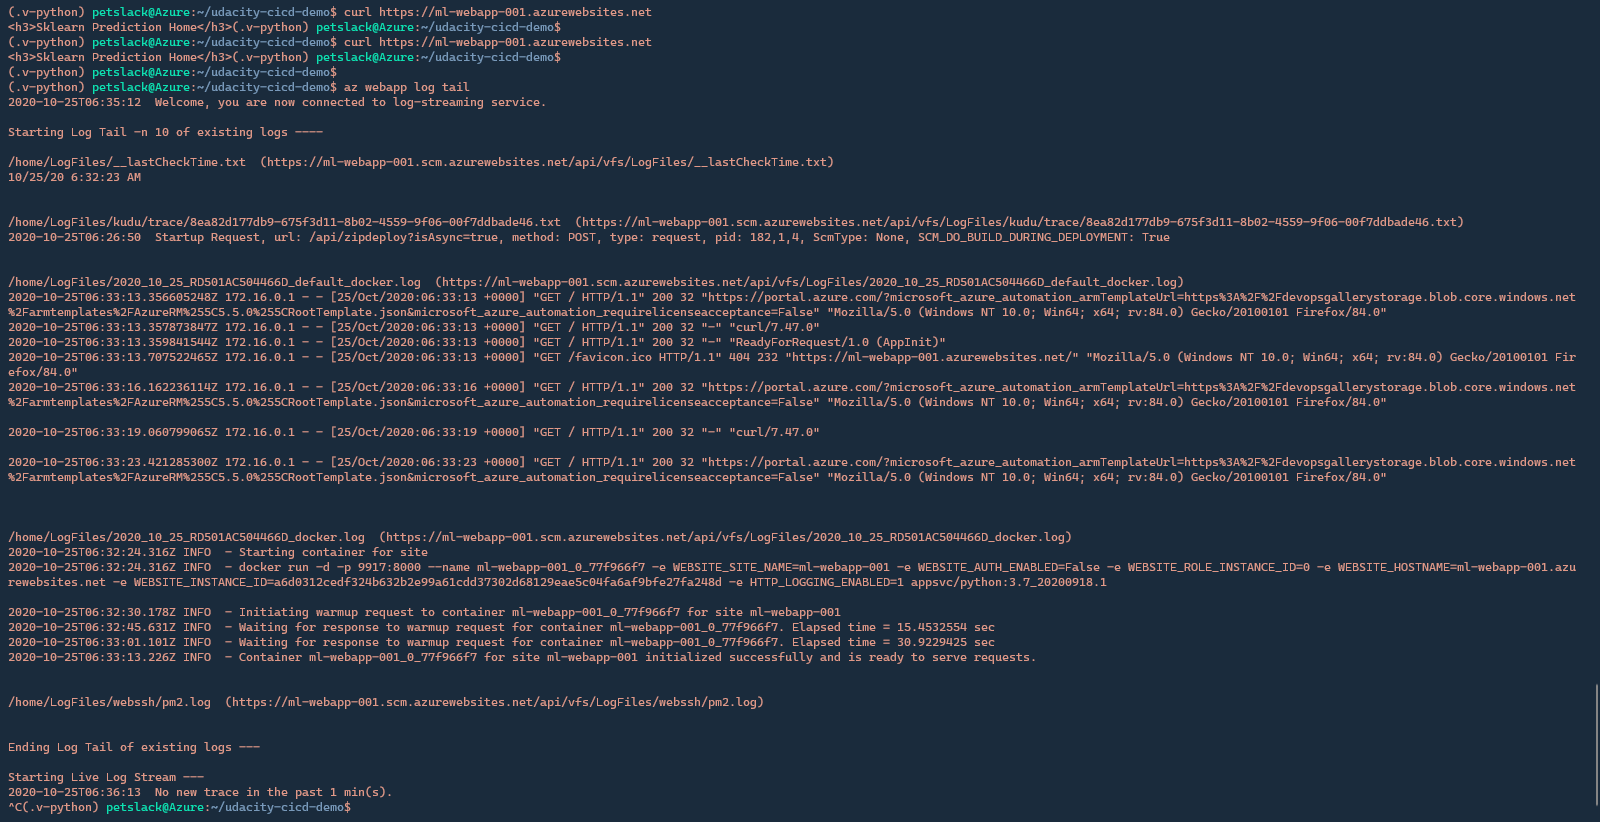 (.v-python) petslack@Azure:~/udacity-cicd-demo$ curl https://ml-webapp-001.azurewebsites.net
<h3>Sklearn Prediction Home</h3>(.v-python) petslack@Azure:~/udacity-cicd-demo$
(.v-python) petslack@Azure:~/udacity-cicd-demo$ curl https://ml-webapp-001.azurewebsites.net
<h3>Sklearn Prediction Home</h3>(.v-python) petslack@Azure:~/udacity-cicd-demo$
(.v-python) petslack@Azure:~/udacity-cicd-demo$
(.v-python) petslack@Azure:~/udacity-cicd-demo$ az webapp log tail
2020-10-25T06:35:12  Welcome, you are now connected to log-streaming service.
Starting Log Tail -n 10 of existing logs ----
/home/LogFiles/__lastCheckTime.txt  (https://ml-webapp-001.scm.azurewebsites.net/api/vfs/LogFiles/__lastCheckTime.txt)
10/25/20 6:32:23 AM
/home/LogFiles/kudu/trace/8ea82d177db9-675f3d11-8b02-4559-9f06-00f7ddbade46.txt  (https://ml-webapp-001.scm.azurewebsites.net/api/vfs/LogFiles/kudu/trace/8ea82d177db9-675f3d11-8b02-4559-9f06-00f7ddbade46.txt)
2020-10-25T06:26:50  Startup Request, url: /api/zipdeploy?isAsync=true, method: POST, type: request, pid: 182,1,4, ScmType: None, SCM_DO_BUILD_DURING_DEPLOYMENT: True
/home/LogFiles/2020_10_25_RD501AC504466D_default_docker.log  (https://ml-webapp-001.scm.azurewebsites.net/api/vfs/LogFiles/2020_10_25_RD501AC504466D_default_docker.log)
2020-10-25T06:33:13.356605248Z 172.16.0.1 - - [25/Oct/2020:06:33:13 +0000] "GET / HTTP/1.1" 200 32 "https://portal.azure.com/?microsoft_azure_automation_armTemplateUrl=https%3A%2F%2Fdevopsgallerystorage.blob.core.windows.net
%2Farmtemplates%2FAzureRM%255C5.5.0%255CRootTemplate.json&microsoft_azure_automation_requirelicenseacceptance=False" "Mozilla/5.0 (Windows NT 10.0; Win64; x64; rv:84.0) Gecko/20100101 Firefox/84.0"
2020-10-25T06:33:13.357873847Z 172.16.0.1 - - [25/Oct/2020:06:33:13 +0000] "GET / HTTP/1.1" 200 32 "-" "curl/7.47.0"
2020-10-25T06:33:13.359841544Z 172.16.0.1 - - [25/Oct/2020:06:33:13 +0000] "GET / HTTP/1.1" 200 32 "-" "ReadyForRequest/1.0 (AppInit)"
2020-10-25T06:33:13.707522465Z 172.16.0.1 - - [25/Oct/2020:06:33:13 +0000] "GET /favicon.ico HTTP/1.1" 404 232 "https://ml-webapp-001.azurewebsites.net/" "Mozilla/5.0 (Windows NT 10.0; Win64; x64; rv:84.0) Gecko/20100101 Fir
efox/84.0"
2020-10-25T06:33:16.162236114Z 172.16.0.1 - - [25/Oct/2020:06:33:16 +0000] "GET / HTTP/1.1" 200 32 "https://portal.azure.com/?microsoft_azure_automation_armTemplateUrl=https%3A%2F%2Fdevopsgallerystorage.blob.core.windows.net
%2Farmtemplates%2FAzureRM%255C5.5.0%255CRootTemplate.json&microsoft_azure_automation_requirelicenseacceptance=False" "Mozilla/5.0 (Windows NT 10.0; Win64; x64; rv:84.0) Gecko/20100101 Firefox/84.0"
2020-10-25T06:33:19.060799065Z 172.16.0.1 - - [25/Oct/2020:06:33:19 +0000] "GET / HTTP/1.1" 200 32 "-" "curl/7.47.0"
2020-10-25T06:33:23.421285300Z 172.16.0.1 - - [25/Oct/2020:06:33:23 +0000] "GET / HTTP/1.1" 200 32 "https://portal.azure.com/?microsoft_azure_automation_armTemplateUrl=https%3A%2F%2Fdevopsgallerystorage.blob.core.windows.net
%2Farmtemplates%2FAzureRM%255C5.5.0%255CRootTemplate.json&microsoft_azure_automation_requirelicenseacceptance=False" "Mozilla/5.0 (Windows NT 10.0; Win64; x64; rv:84.0) Gecko/20100101 Firefox/84.0"
/home/LogFiles/2020_10_25_RD501AC504466D_docker.log  (https://ml-webapp-001.scm.azurewebsites.net/api/vfs/LogFiles/2020_10_25_RD501AC504466D_docker.log)
2020-10-25T06:32:24.316Z INFO  - Starting container for site
2020-10-25T06:32:24.316Z INFO  - docker run -d -p 9917:8000 --name ml-webapp-001_0_77f966f7 -e WEBSITE_SITE_NAME=ml-webapp-001 -e WEBSITE_AUTH_ENABLED=False -e WEBSITE_ROLE_INSTANCE_ID=0 -e WEBSITE_HOSTNAME=ml-webapp-001.azu
rewebsites.net -e WEBSITE_INSTANCE_ID=a6d0312cedf324b632b2e99a61cdd37302d68129eae5c04fa6af9bfe27fa248d -e HTTP_LOGGING_ENABLED=1 appsvc/python:3.7_20200918.1
2020-10-25T06:32:30.178Z INFO  - Initiating warmup request to container ml-webapp-001_0_77f966f7 for site ml-webapp-001
2020-10-25T06:32:45.631Z INFO  - Waiting for response to warmup request for container ml-webapp-001_0_77f966f7. Elapsed time = 15.4532554 sec
2020-10-25T06:33:01.101Z INFO  - Waiting for response to warmup request for container ml-webapp-001_0_77f966f7. Elapsed time = 30.9229425 sec
2020-10-25T06:33:13.226Z INFO  - Container ml-webapp-001_0_77f966f7 for site ml-webapp-001 initialized successfully and is ready to serve requests.
/home/LogFiles/webssh/pm2.log  (https://ml-webapp-001.scm.azurewebsites.net/api/vfs/LogFiles/webssh/pm2.log)
Ending Log Tail of existing logs ---
Starting Live Log Stream ---
2020-10-25T06:36:13  No new trace in the past 1 min(s).
^C(.v-python) petslack@Azure:~/udacity-cicd-demo$